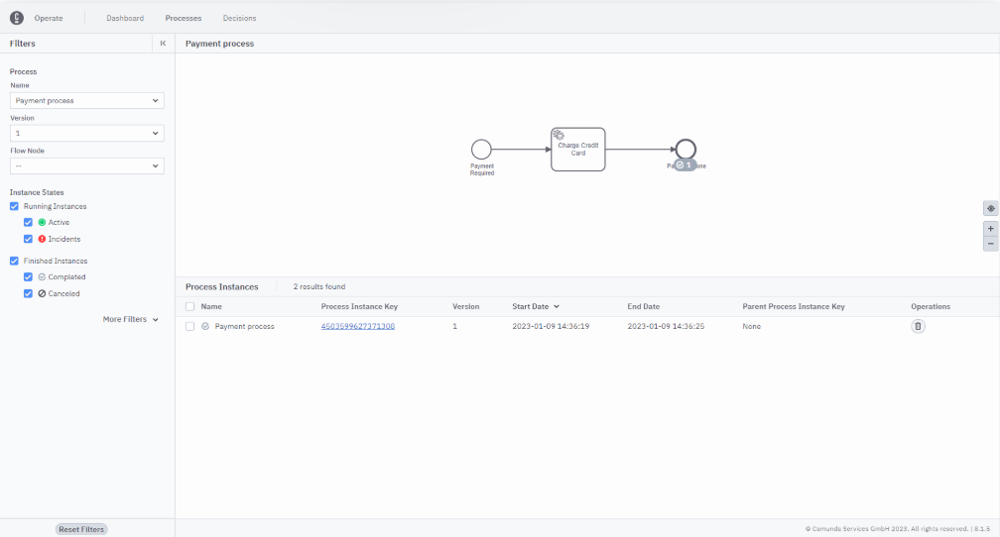 Operate Dashboard Processes Decisions
Filters
Payment process
Process
Name
Payment process
Version
1
Flow Node
--
Instance States
Running Instances
Active
Incidents
Finished Instances
Completed
Canceled
More Filters
Reset Filters
Payment
Required
Charge Credit
Card
1
Process Instances 2 results found
Name Process Instance Key Version Start Date End Date Parent Process Instance Key Operations
Payment process 4503599627371308 1 2023-01-09 14:36:19 2023-01-09 14:36:25 None
© Camunda Services GmbH 2023. All rights reserved. | 8.1.5